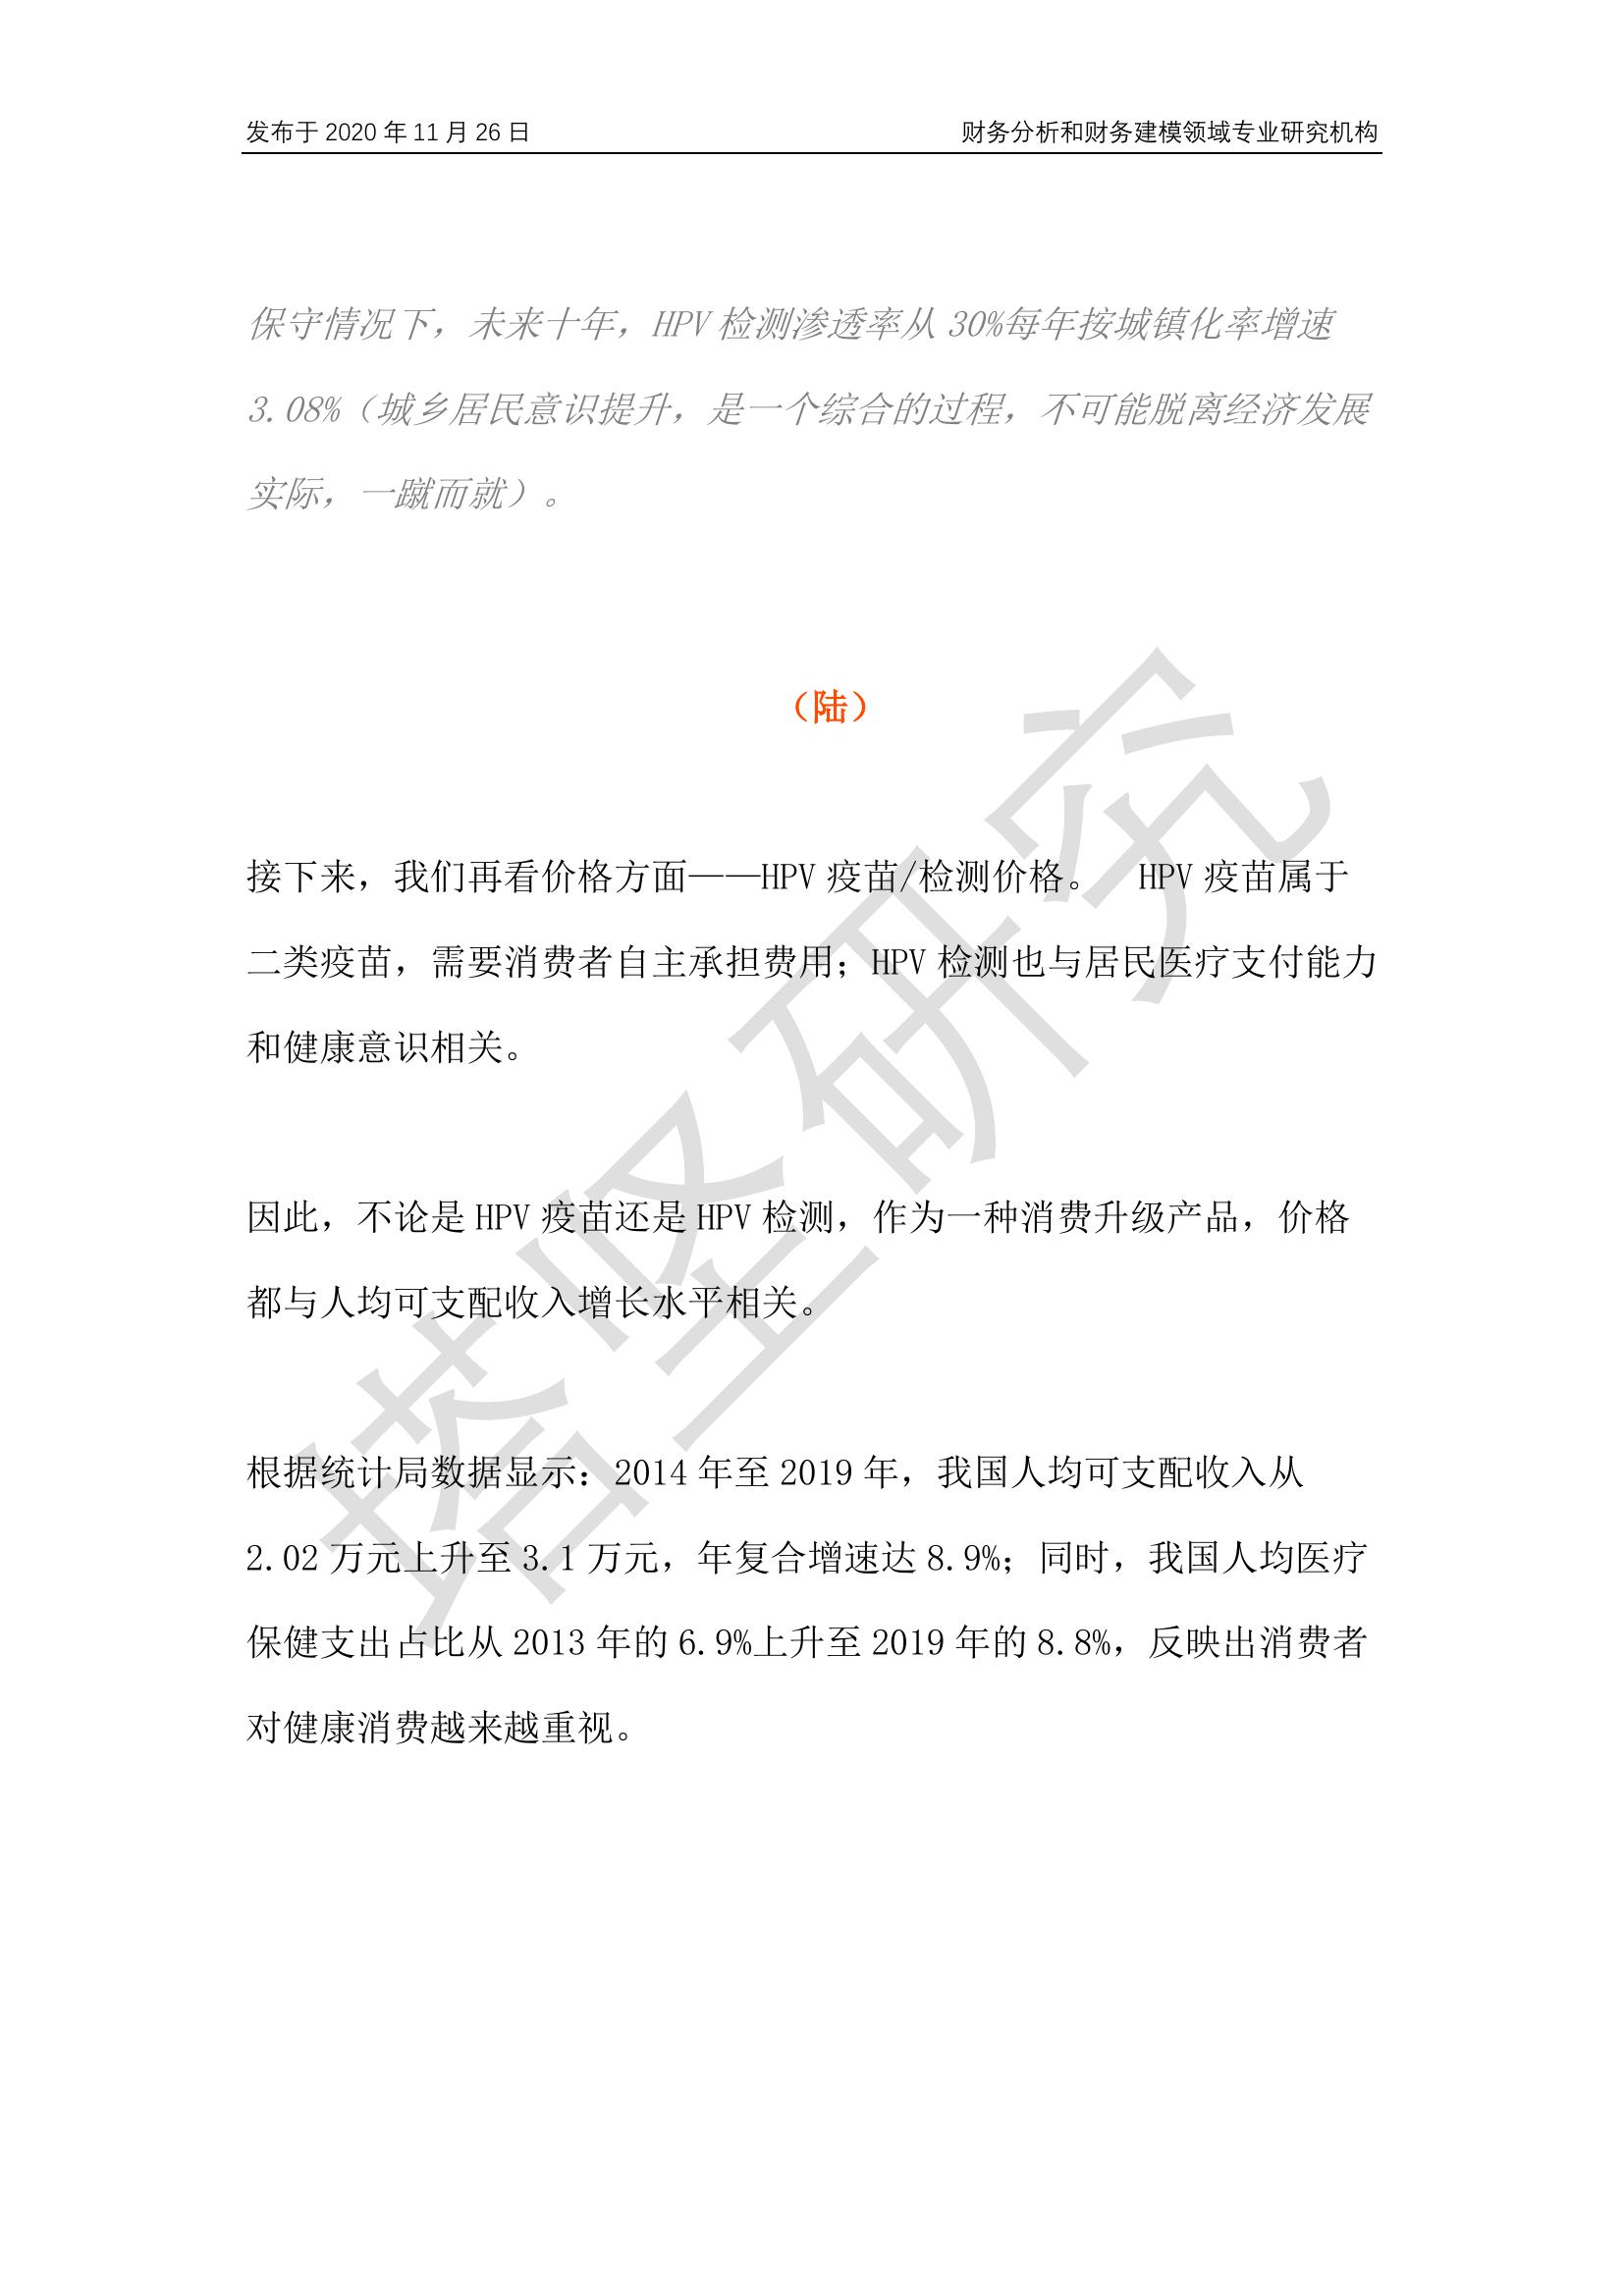 发布于 2020 年 11 月 26 日
财务分析和财务建模领域专业研究机构
保守情况下，未来十年，HPV 检测渗透率从 30%每年按城镇化率增速
3.08%（城乡居民意识提升，是一个综合的过程，不可能脱离经济发展
实际，一蹴而就）。
（陆）
接下来，我们再看价格方面——HPV 疫苗/检测价格。 HPV 疫苗属于
二类疫苗，需要消费者自主承担费用；HPV 检测也与居民医疗支付能力
和健康意识相关。
因此，不论是 HPV 疫苗还是 HPV 检测，作为一种消费升级产品，价格
都与人均可支配收入增长水平相关。
根据统计局数据显示：2014 年至 2019 年，我国人均可支配收入从
2.02 万元上升至 3.1 万元，年复合增速达 8.9%；同时，我国人均医疗
保健支出占比从 2013 年的 6.9%上升至 2019 年的 8.8%，反映出消费者
对健康消费越来越重视。
塔坚研究